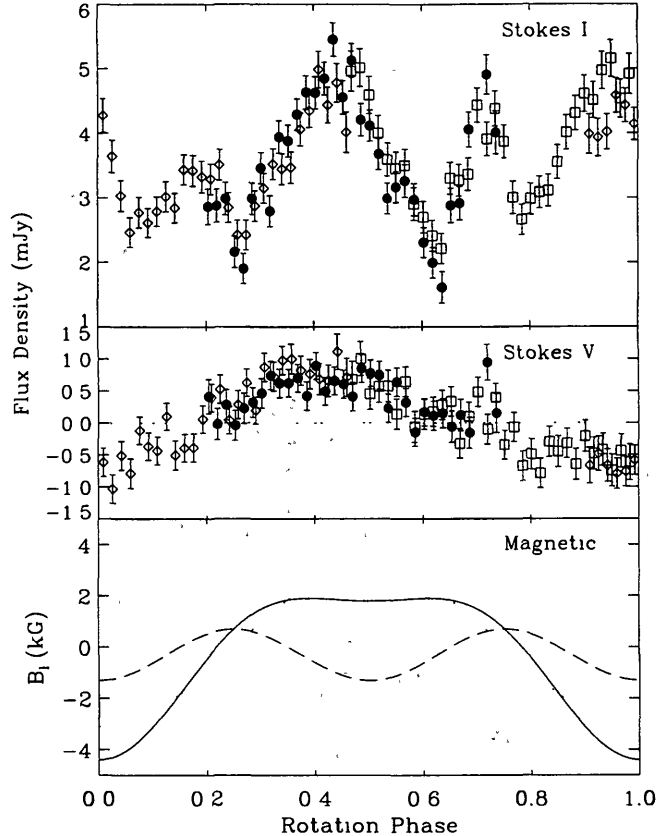 6
Stokes I
5
4
3
2
1
Flux Density (mJy)
1 5
Stokes V
1 0
0 5
0 0
-0 5
-1 0
-1 5
4
Magnetic
2
0
-2
-4
B_l (kG)
0 0 0 2 0 4 0 6 0 8 1.0
Rotation Phase